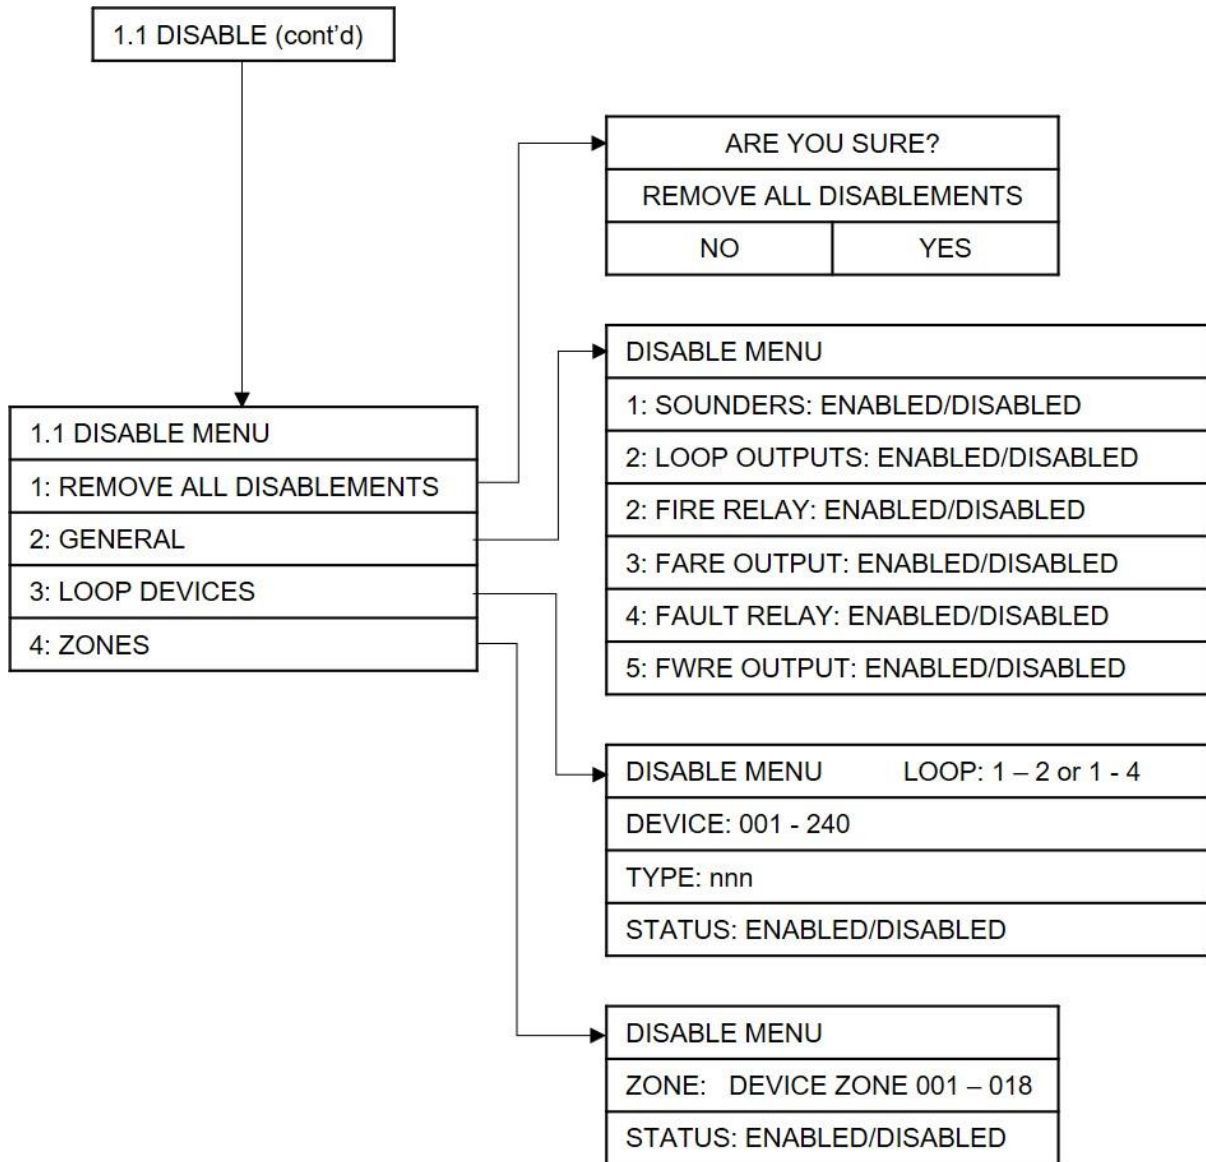 1.1 DISABLE (cont’d)
ARE YOU SURE?
REMOVE ALL DISABLEMENTS
NO YES
DISABLE MENU
1: SOUNDERS: ENABLED/DISABLED
2: LOOP OUTPUTS: ENABLED/DISABLED
2: FIRE RELAY: ENABLED/DISABLED
3: FARE OUTPUT: ENABLED/DISABLED
4: FAULT RELAY: ENABLED/DISABLED
5: FWRE OUTPUT: ENABLED/DISABLED
1.1 DISABLE MENU
1: REMOVE ALL DISABLEMENTS
2: GENERAL
3: LOOP DEVICES
4: ZONES
DISABLE MENU LOOP: 1 – 2 or 1 - 4
DEVICE: 001 - 240
TYPE: nnn
STATUS: ENABLED/DISABLED
DISABLE MENU
ZONE: DEVICE ZONE 001 – 018
STATUS: ENABLED/DISABLED